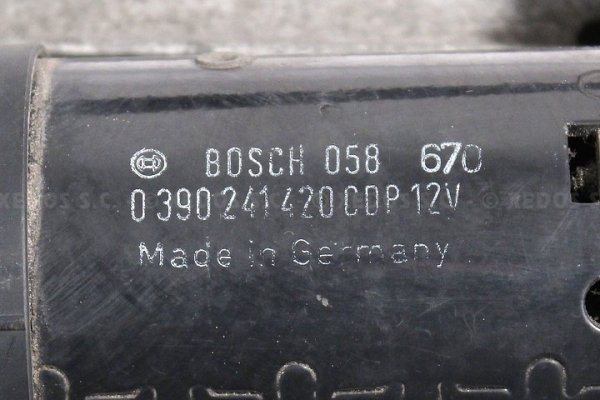 BOSCH 058 670
0 390 241 420 CDP 12V
Made in Germany